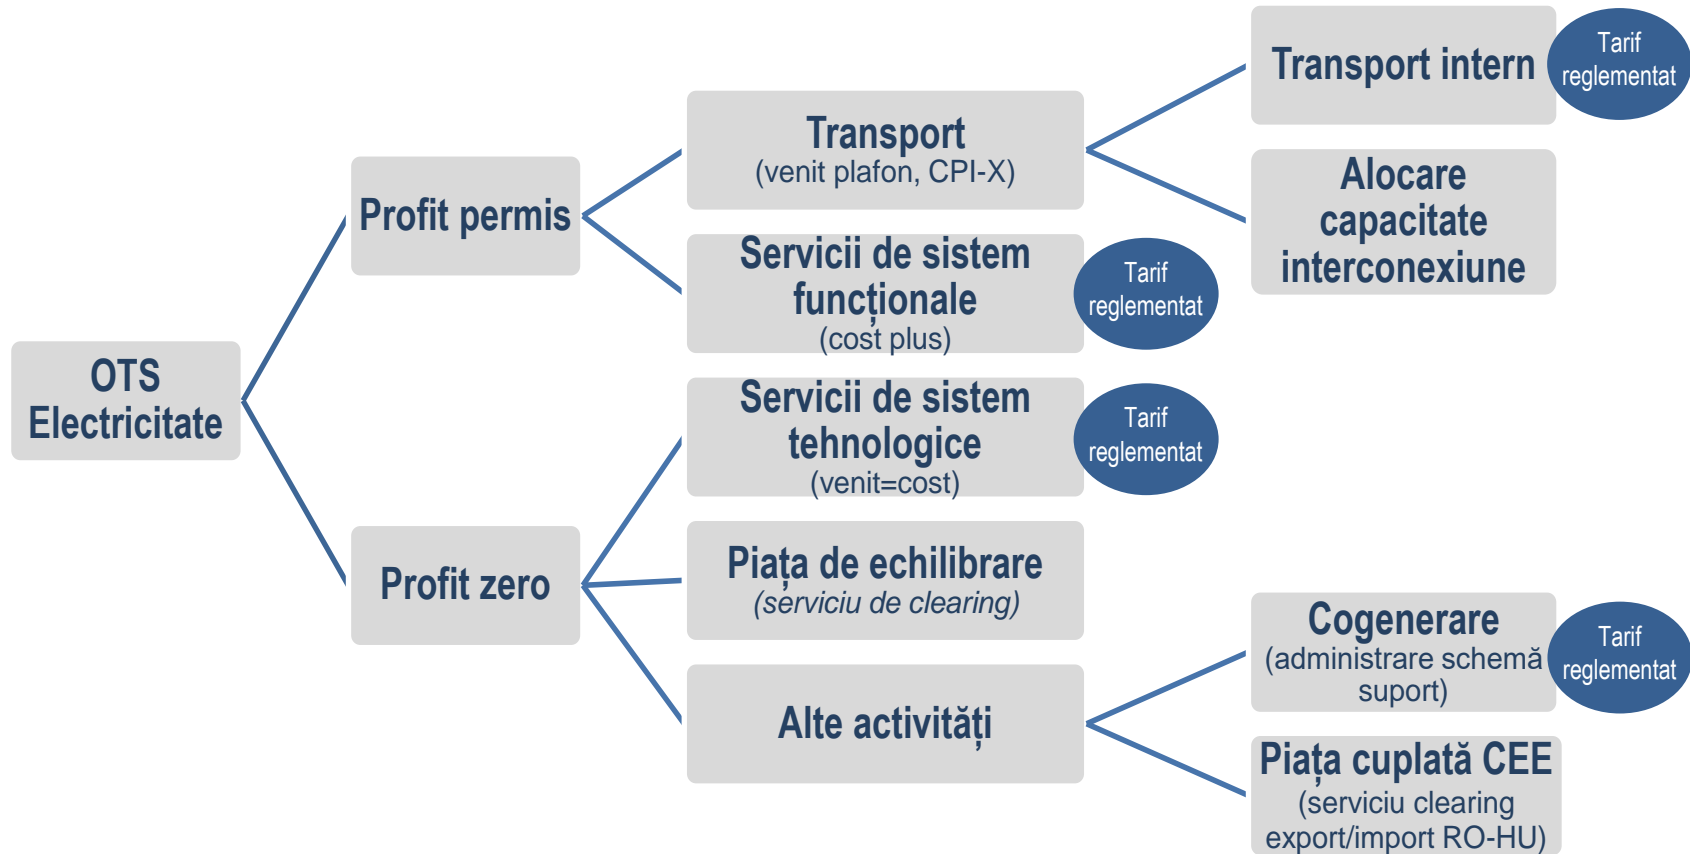 OTS
Electricitate
Profit permis
Profit zero
Transport
(venit plafon, CPI-X)
Servicii de sistem
funcționale
(cost plus)
Tarif
reglementat
Servicii de sistem
tehnologice
(venit=cost)
Tarif
reglementat
Piața de echilibrare
(serviciu de clearing)
Alte activități
Transport intern
Tarif
reglementat
Alocare
capacitate
interconexiune
Cogenerare
(administrare schemă
suport)
Tarif
reglementat
Piața cuplată CEE
(serviciu clearing
export/import RO-HU)